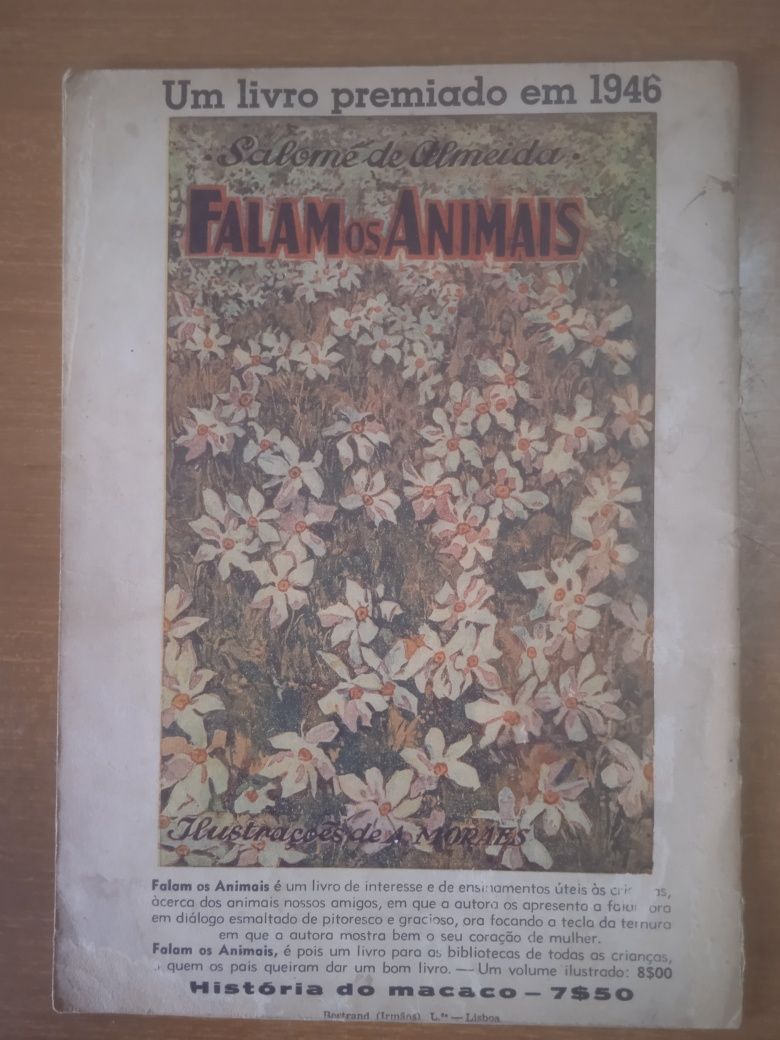 Um livro premiado em 1946
·Salomé de Almeida·
FALAM OS ANIMAIS
Ilustrações de A. MORAES
Falam os Animais é um livro de interesse e de ensinamentos úteis às
àcerca dos animais nossos amigos, em que a autora os apresenta a ora
em diálogo esmaltado de pitoresco e gracioso, ora focando a tecla da ternura
em que a autora mostra bem o seu coração de mulher.
Falam os Animais, é pois um livro para as bibliotecas de todas as crianças,
quem os pais queiram dar um bom livro. — Um volume ilustrado: 8$00
História do macaco — 7$50
Bertrand (Irmãos) L.da — Lisboa